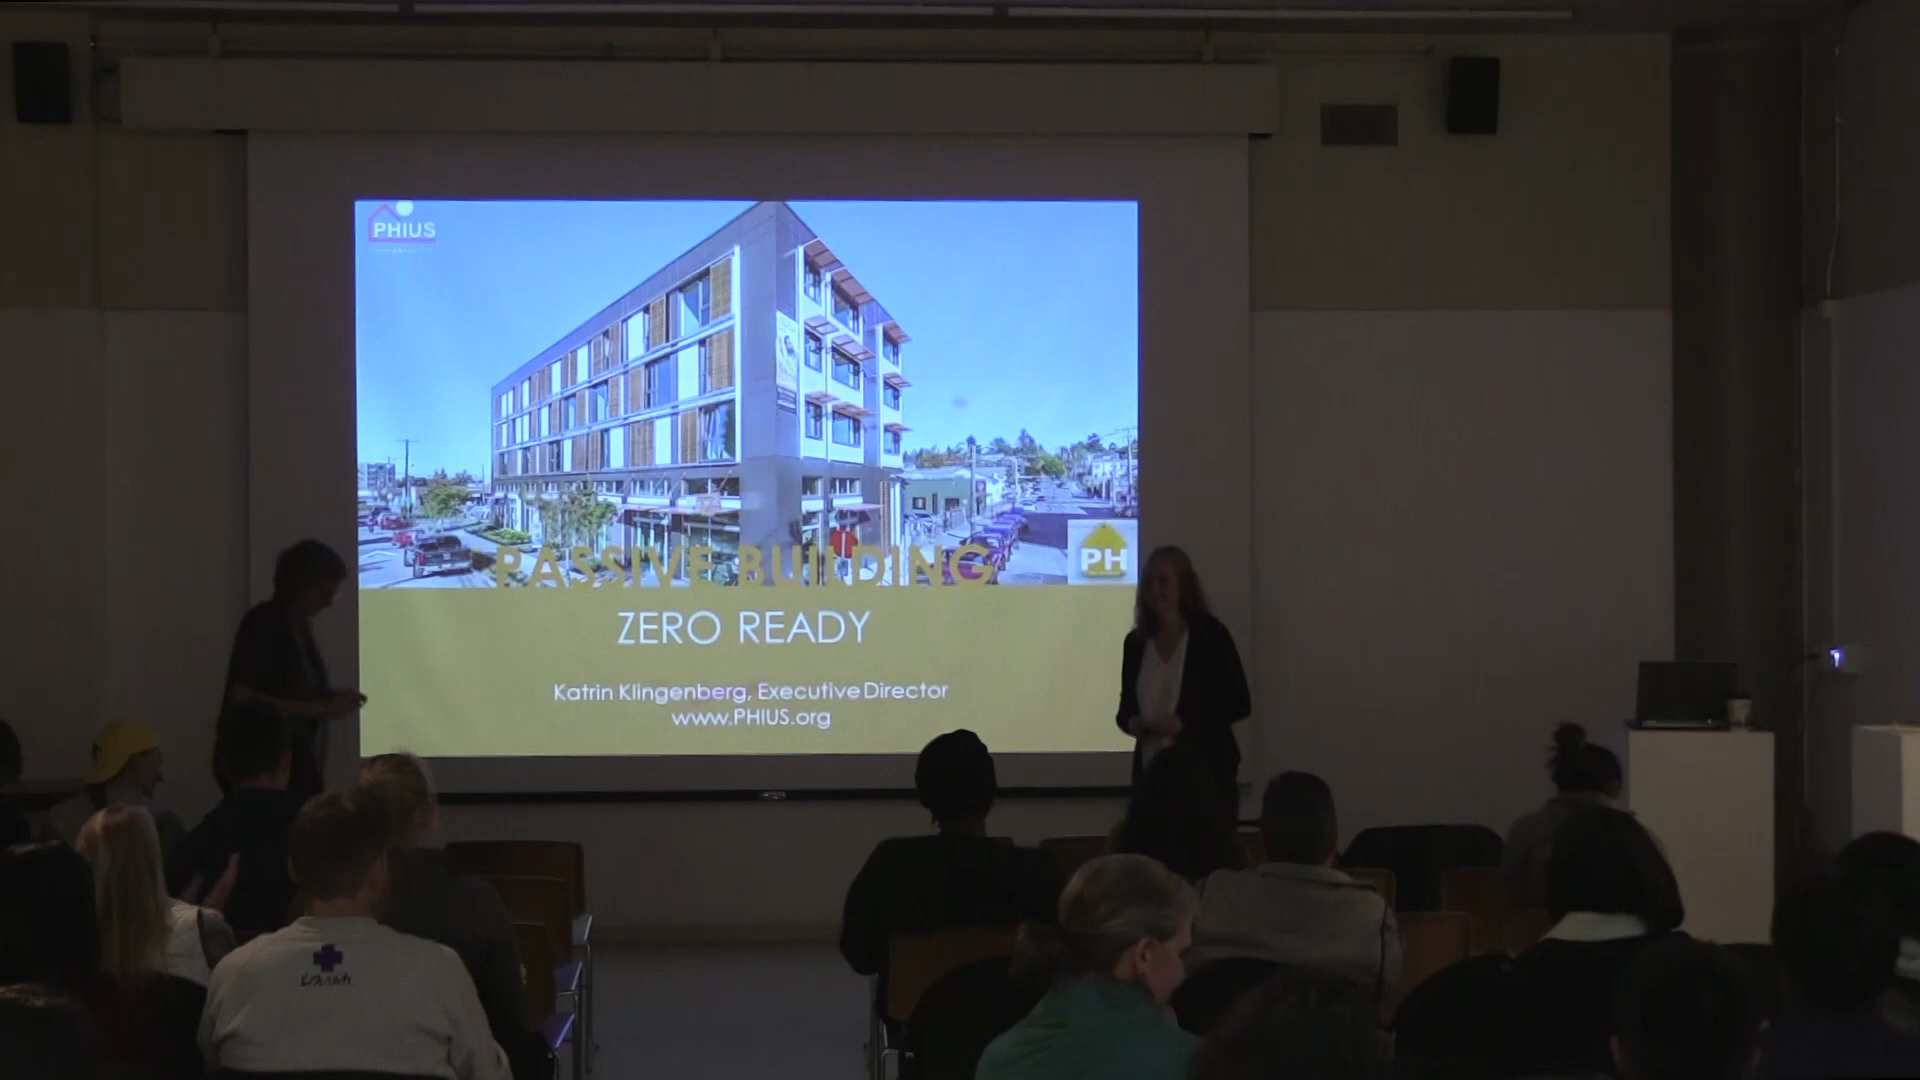 PHIUS
PASSIVE BUILDING
PH
ZERO READY
Katrin Klingenberg, Executive Director
www.PHIUS.org